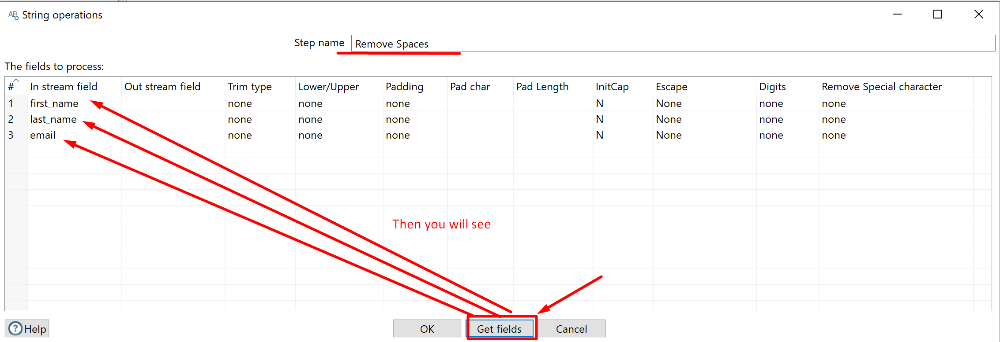 String operations
Step name Remove Spaces
The fields to process:
# In stream field Out stream field Trim type Lower/Upper Padding Pad char Pad Length InitCap Escape Digits Remove Special character
1 first_name none none none N None none none
2 last_name none none none N None none none
3 email none none none N None none none
Then you will see
Help OK Get fields Cancel